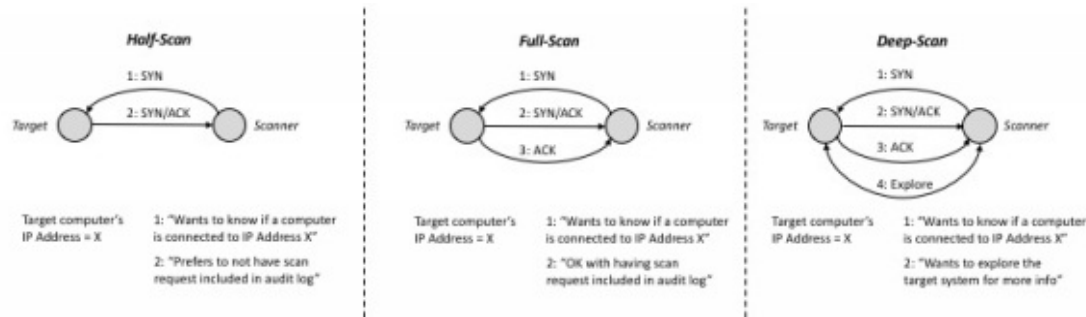 Half-Scan
1: SYN
2: SYN/ACK
Target
Scanner
Target computer's
IP Address = X
1: "Wants to know if a computer
is connected to IP Address X"
2: "Prefers to not have scan
request included in audit log"
Full-Scan
1: SYN
2: SYN/ACK
3: ACK
Target
Scanner
Target computer's
IP Address = X
1: "Wants to know if a computer
is connected to IP Address X"
2: "OK with having scan
request included in audit log"
Deep-Scan
1: SYN
2: SYN/ACK
3: ACK
4: Explore
Target
Scanner
Target computer's
IP Address = X
1: "Wants to know if a computer
is connected to IP Address X"
2: "Wants to explore the
target system for more info"